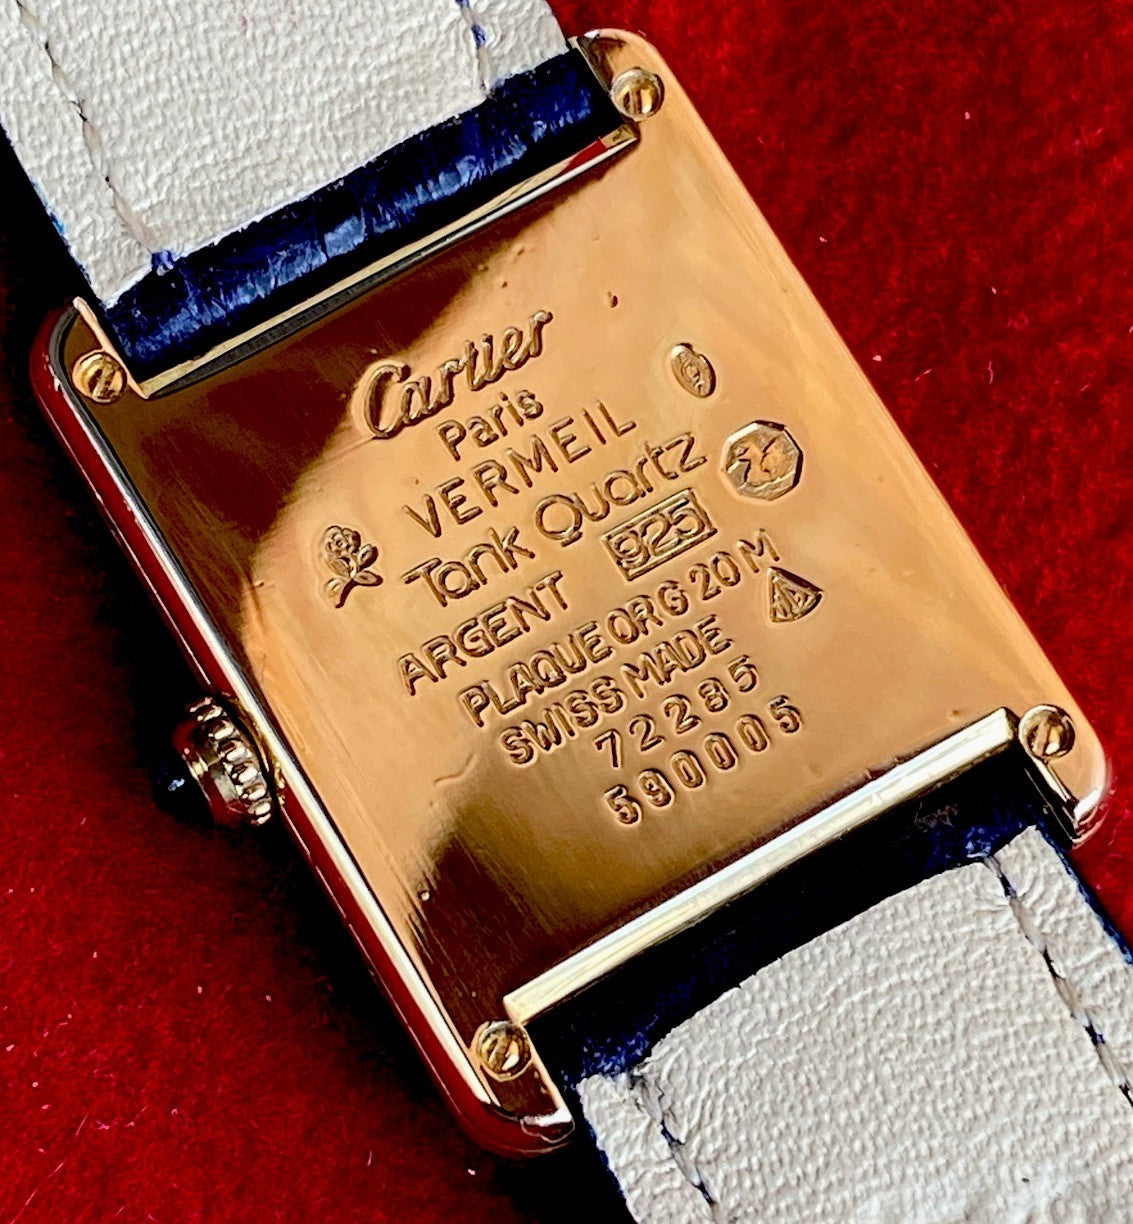 Cartier
Paris
VERMEIL
Tank Quartz
ARGENT 925
PLAQUE OR G 20 M
SWISS MADE
72285
590005